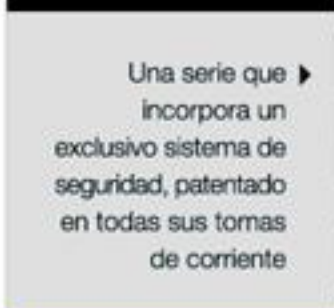 Una serie que
incorpora un
exclusivo sistema de
seguridad, patentado
en todas sus tomas
de corriente